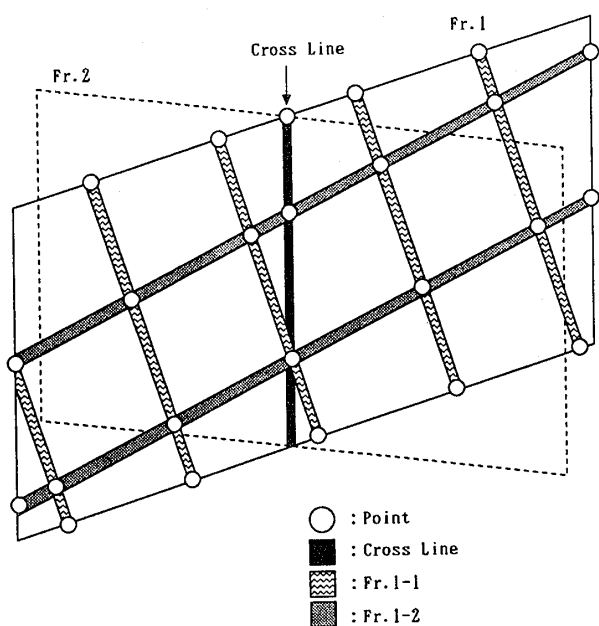 Fr.1
Cross Line
Fr.2
: Point
: Cross Line
: Fr.1-1
: Fr.1-2